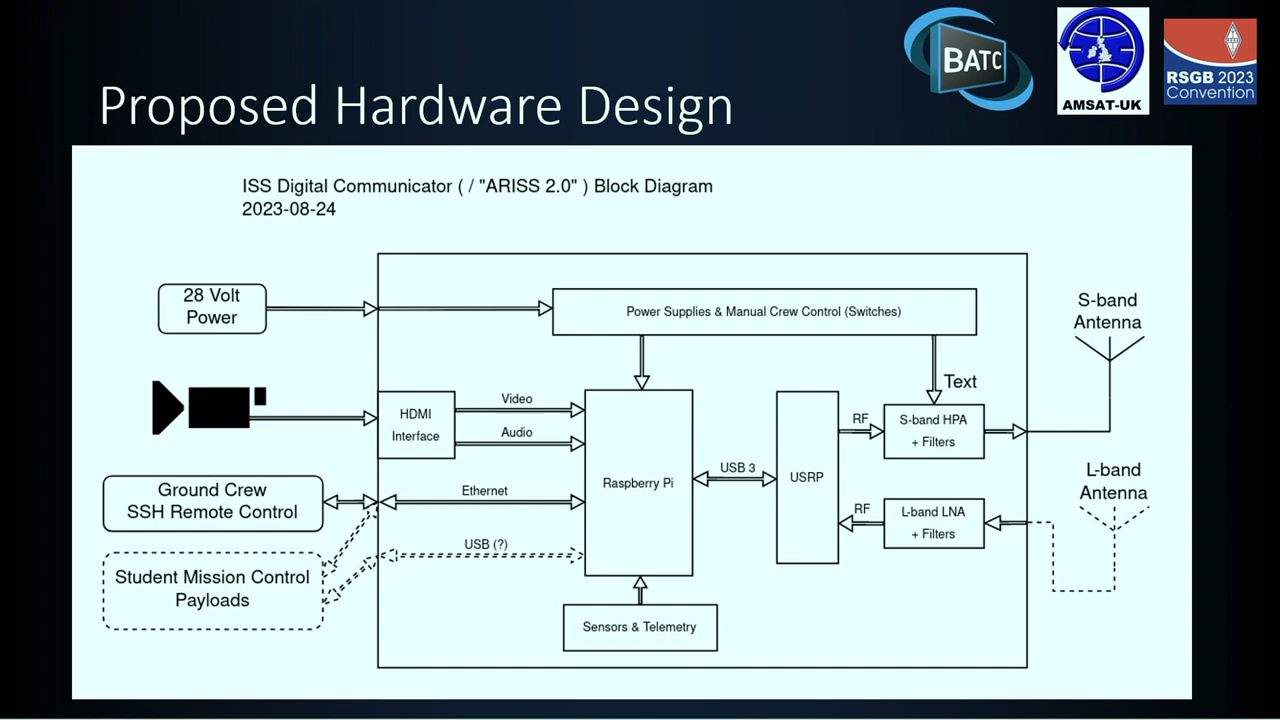 BATC
AMSAT-UK
RSGB 2023
Convention
Proposed Hardware Design
ISS Digital Communicator ( / "ARISS 2.0" ) Block Diagram
2023-08-24
28 Volt
Power
Power Supplies & Manual Crew Control (Switches)
S-band
Antenna
Text
HDMI
Interface
Video
Audio
RF
S-band HPA
+ Filters
Raspberry Pi
USB 3
USRP
L-band
Antenna
Ground Crew
SSH Remote Control
Ethernet
RF
L-band LNA
+ Filters
USB (?)
Student Mission Control
Payloads
Sensors & Telemetry